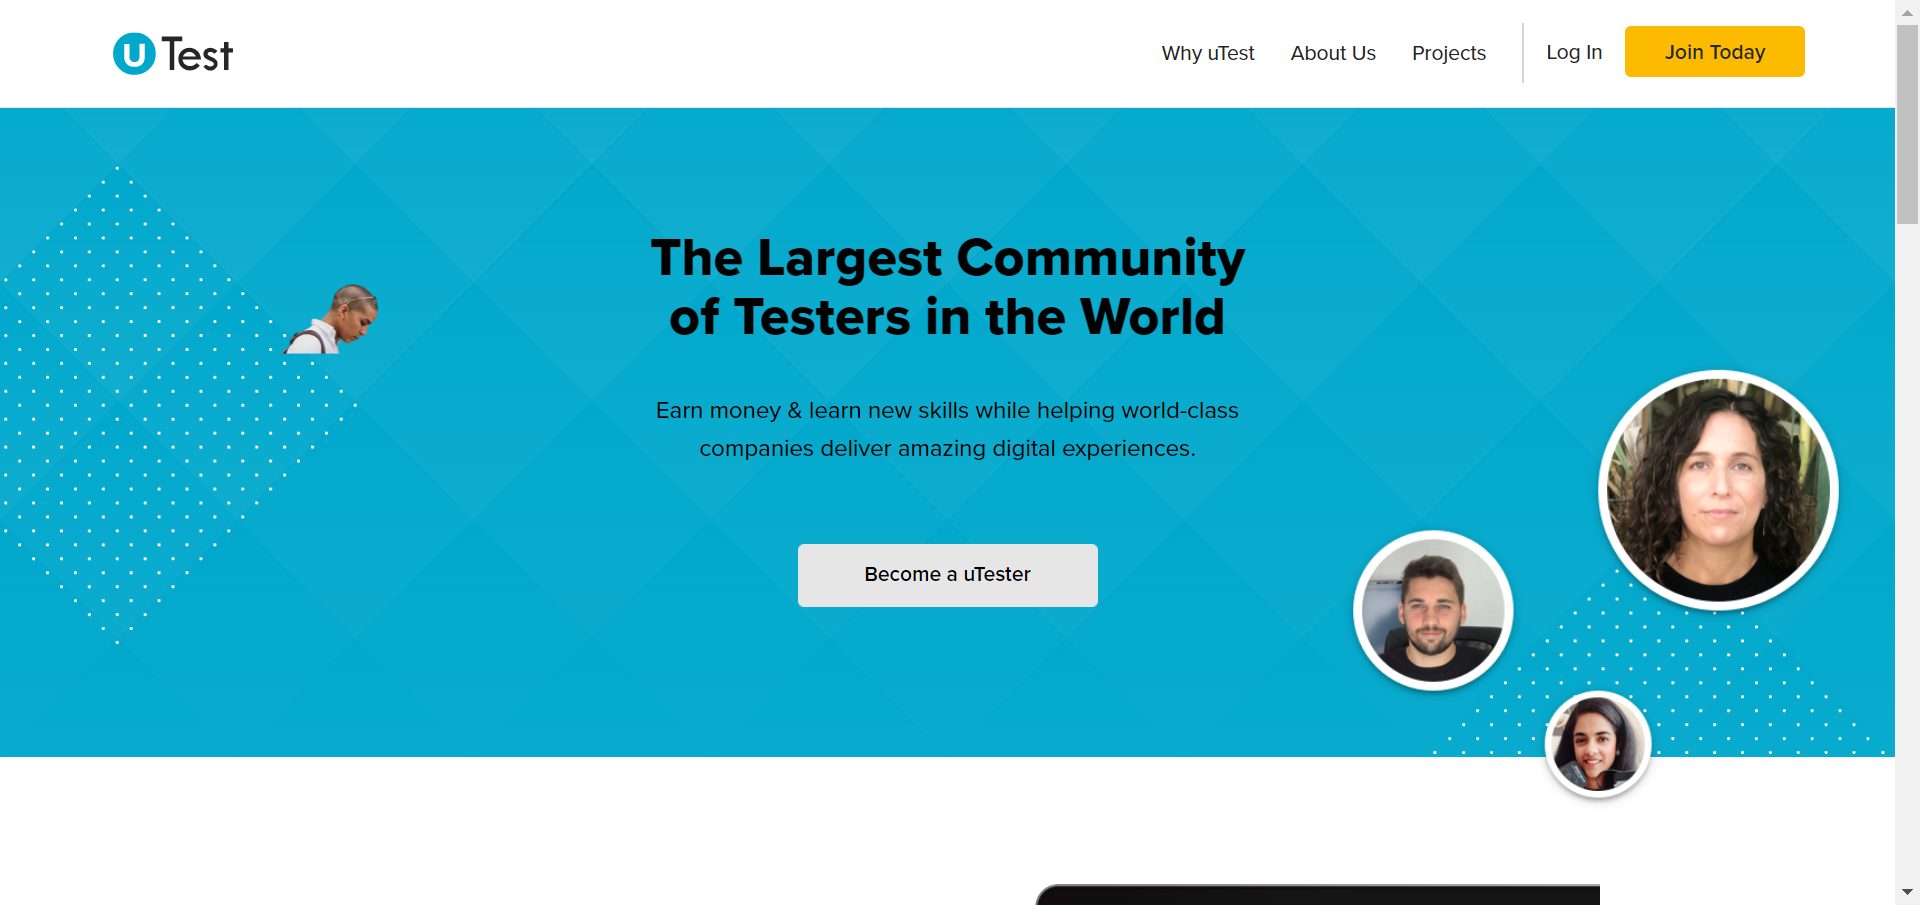 uTest
Why uTest
About Us
Projects
Log In
Join Today
The Largest Community
of Testers in the World
Earn money & learn new skills while helping world-class
companies deliver amazing digital experiences.
Become a uTester